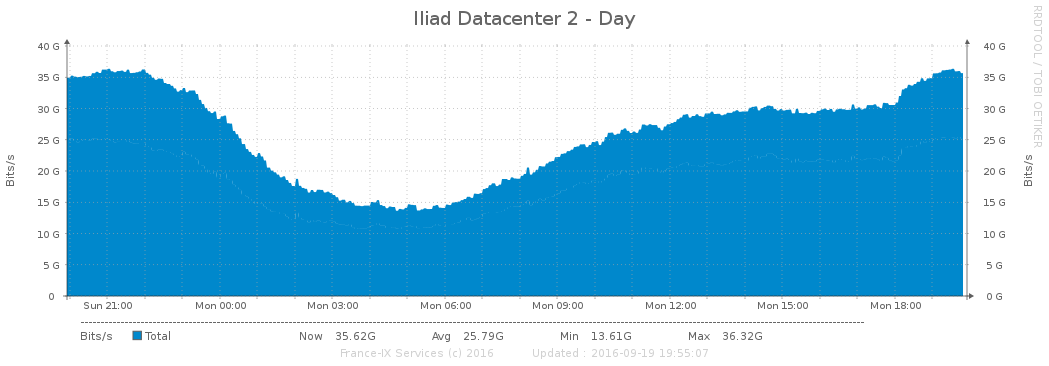 Iliad Datacenter 2 - Day
RRDTOOL / TOBI OETIKER
Bits/s
40 G
35 G
30 G
25 G
20 G
15 G
10 G
5 G
0
40 G
35 G
30 G
25 G
20 G
15 G
10 G
5 G
0 G
Bits/s
Sun 21:00 Mon 00:00 Mon 03:00 Mon 06:00 Mon 09:00 Mon 12:00 Mon 15:00 Mon 18:00
Bits/s Total Now 35.62G Avg 25.79G Min 13.61G Max 36.32G
France-IX Services (c) 2016 Updated : 2016-09-19 19:55:07